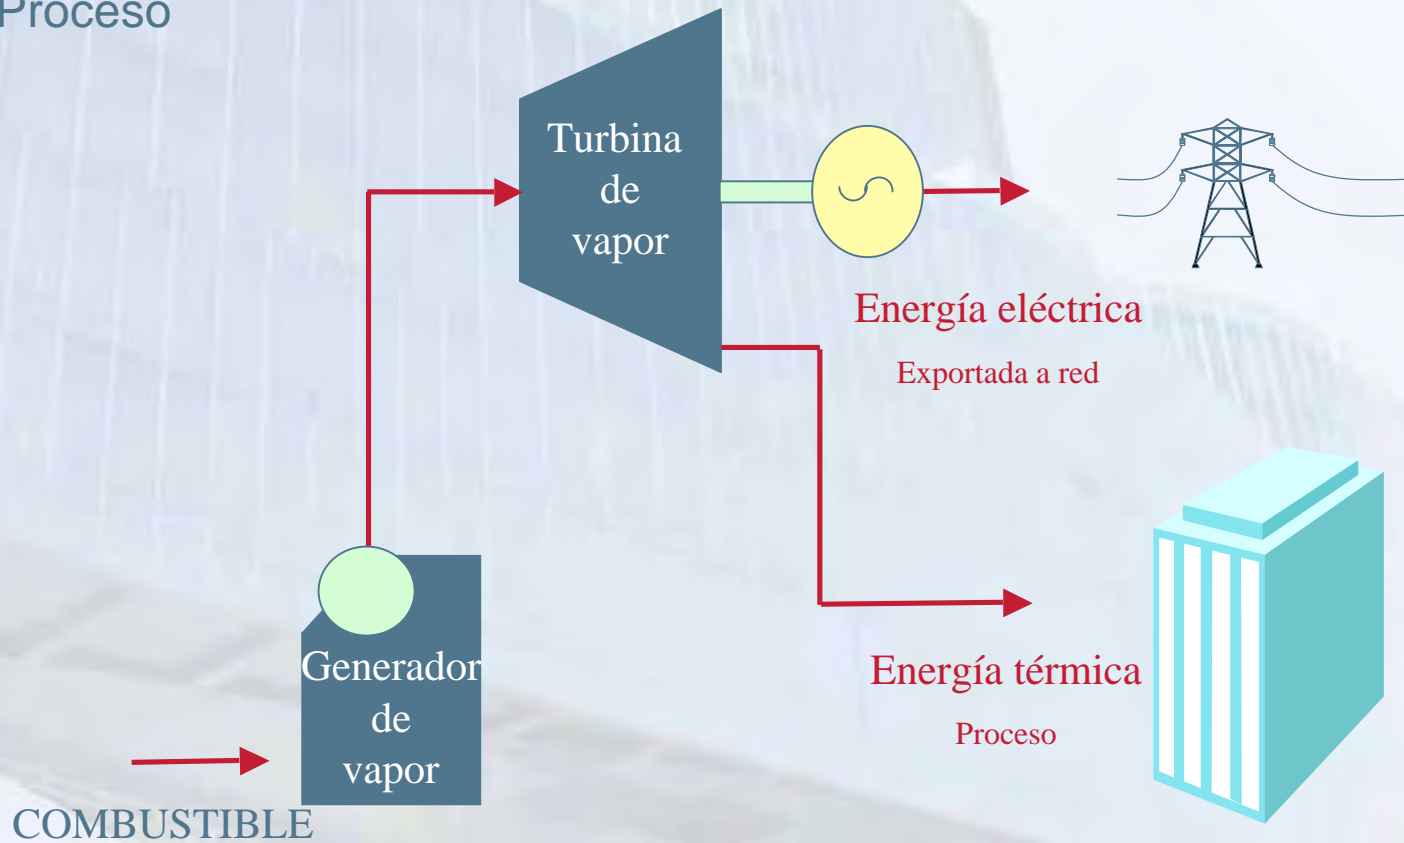 Proceso
Turbina
de
vapor
Energía eléctrica
Exportada a red
Generador
de
vapor
Energía térmica
Proceso
COMBUSTIBLE